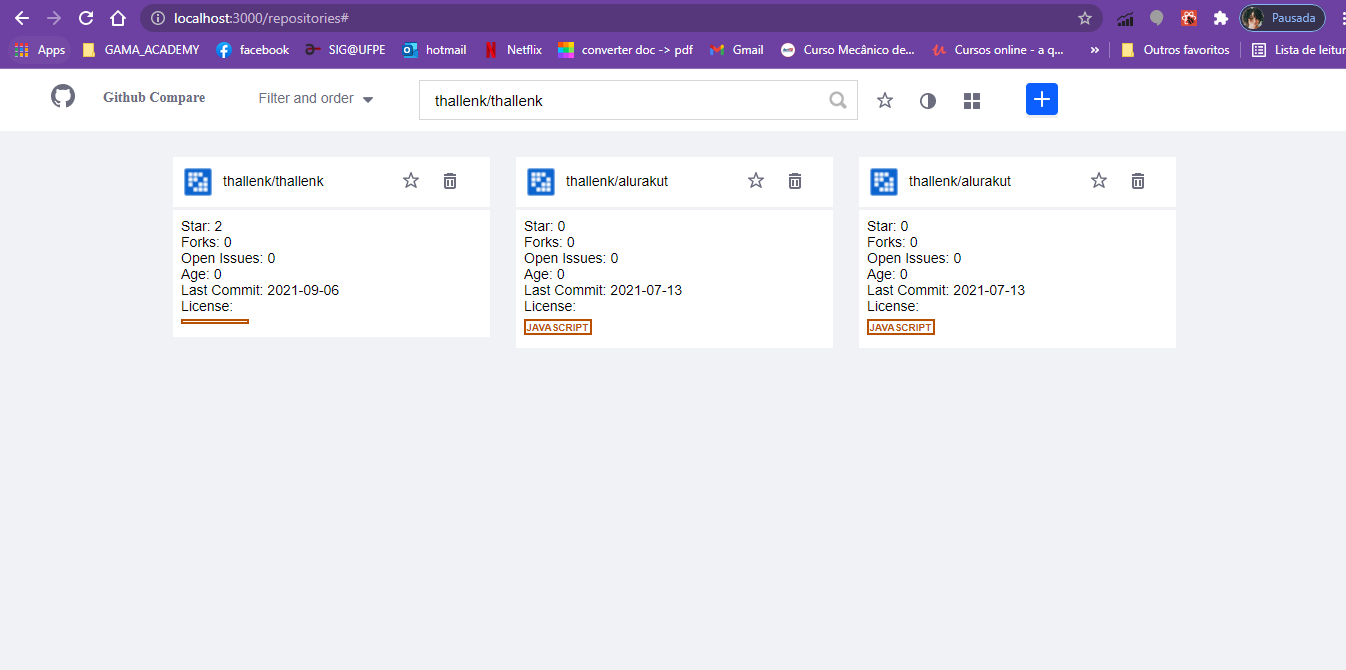 localhost:3000/repositories#
Pausada
Apps GAMA_ACADEMY facebook SIG@UFPE hotmail Netflix converter doc -> pdf Gmail Curso Mecânico de... Cursos online - a q... » Outros favoritos Lista de leitur
Github Compare Filter and order thallenk/thallenk
thallenk/thallenk
Star: 2
Forks: 0
Open Issues: 0
Age: 0
Last Commit: 2021-09-06
License:
thallenk/alurakut
Star: 0
Forks: 0
Open Issues: 0
Age: 0
Last Commit: 2021-07-13
License:
JAVASCRIPT
thallenk/alurakut
Star: 0
Forks: 0
Open Issues: 0
Age: 0
Last Commit: 2021-07-13
License:
JAVASCRIPT